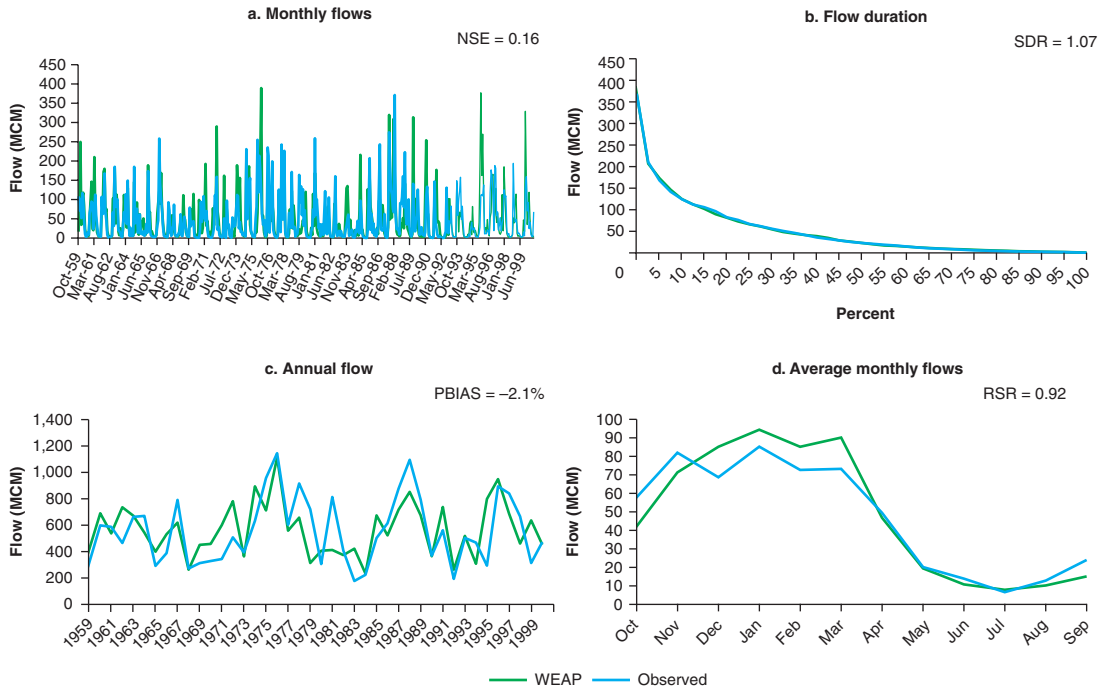 a. Monthly flows
NSE = 0.16
Flow (MCM)
450
400
350
300
250
200
150
100
50
0
Oct-59
Mar-61
Aug-62
Jan-64
Jun-65
Nov-66
Apr-68
Sep-69
Feb-71
Jul-72
Dec-73
May-75
Oct-76
Mar-78
Aug-79
Jan-81
Jun-82
Nov-83
Apr-85
Sep-86
Feb-88
Jul-89
Dec-90
May-92
Oct-93
Mar-95
Aug-96
Jan-98
Jun-99
b. Flow duration
SDR = 1.07
Flow (MCM)
450
400
350
300
250
200
150
100
50
0
5
10
15
20
25
30
35
40
45
50
55
60
65
70
75
80
85
90
95
100
Percent
c. Annual flow
PBIAS = –2.1%
Flow (MCM)
1,400
1,200
1,000
800
600
400
200
0
1959
1961
1963
1965
1967
1969
1971
1973
1975
1977
1979
1981
1983
1985
1987
1989
1991
1993
1995
1997
1999
d. Average monthly flows
RSR = 0.92
Flow (MCM)
100
90
80
70
60
50
40
30
20
10
0
Oct
Nov
Dec
Jan
Feb
Mar
Apr
May
Jun
Jul
Aug
Sep
WEAP
Observed